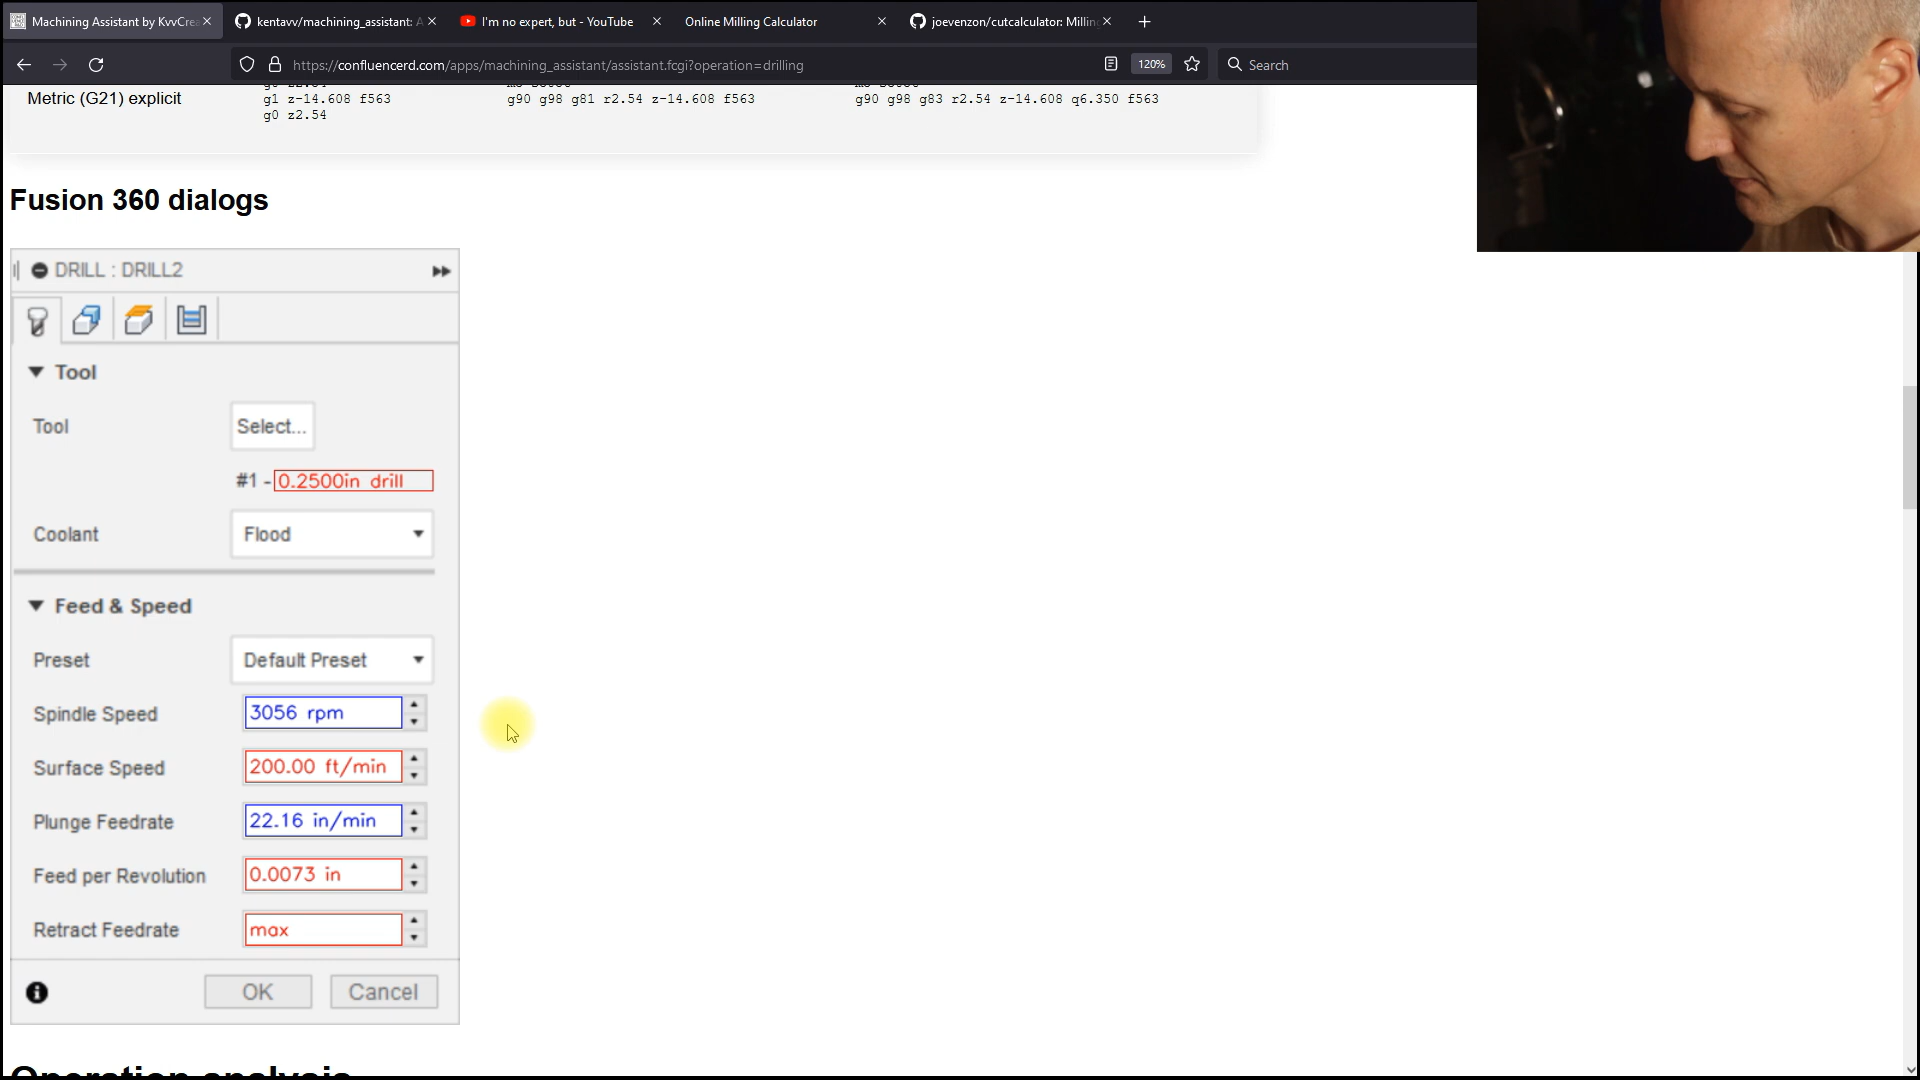 Machining Assistant by KvvCrea
kentavv/machining_assistant: A
I'm no expert, but - YouTube
Online Milling Calculator
joevenzon/cutcalculator: Millin
https://confluencerd.com/apps/machining_assistant/assistant.fcgi?operation=drilling
120%
Search
Metric (G21) explicit
g1 z-14.608 f563
g0 z2.54
g90 g98 g81 r2.54 z-14.608 f563
g90 g98 g83 r2.54 z-14.608 q6.350 f563
Fusion 360 dialogs
DRILL : DRILL2
Tool
Tool
Select...
#1 - 0.2500in drill
Coolant
Flood
Feed & Speed
Preset
Default Preset
Spindle Speed
3056 rpm
Surface Speed
200.00 ft/min
Plunge Feedrate
22.16 in/min
Feed per Revolution
0.0073 in
Retract Feedrate
max
OK
Cancel
Operation analysis